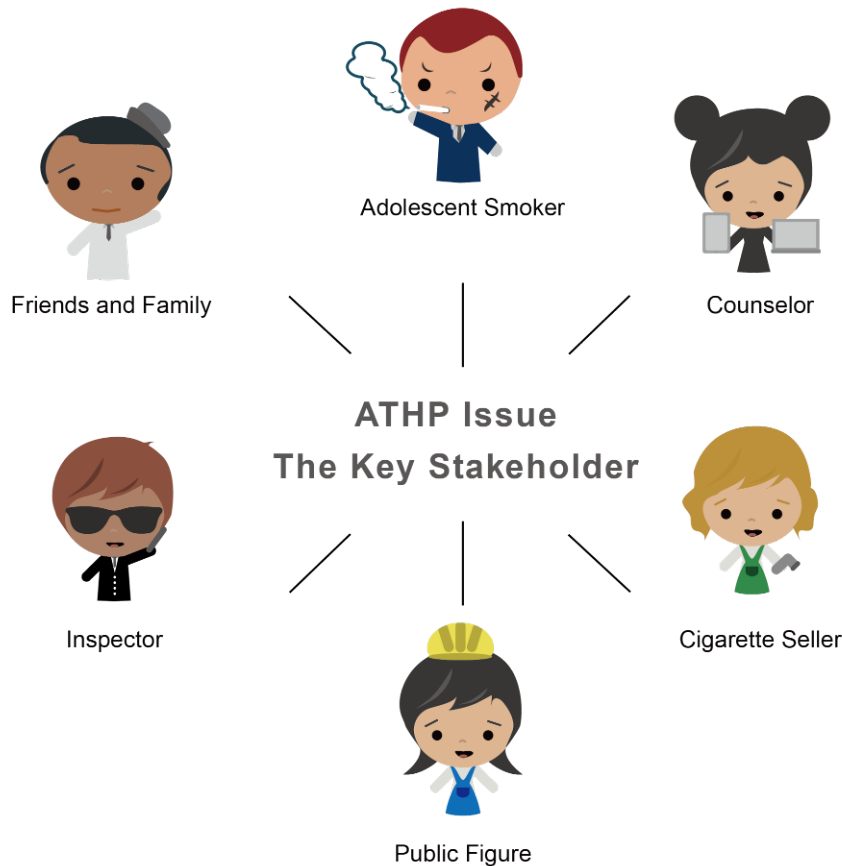 Adolescent Smoker
Friends and Family
Counselor
ATHP Issue
The Key Stakeholder
Inspector
Cigarette Seller
Public Figure